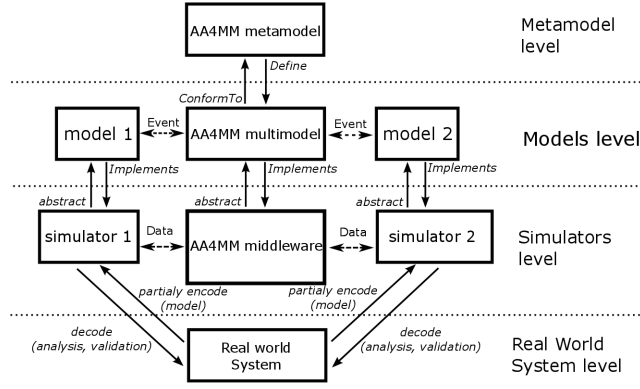 AA4MM metamodel
Metamodel
level
Define
ConformTo
model 1
Event
AA4MM multimodel
Event
model 2
Models level
Implements
Implements
Implements
abstract
abstract
abstract
simulator 1
Data
AA4MM middleware
Data
simulator 2
Simulators
level
partialy encode
(model)
partialy encode
(model)
decode
(analysis, validation)
Real world
System
decode
(analysis, validation)
Real World
System level